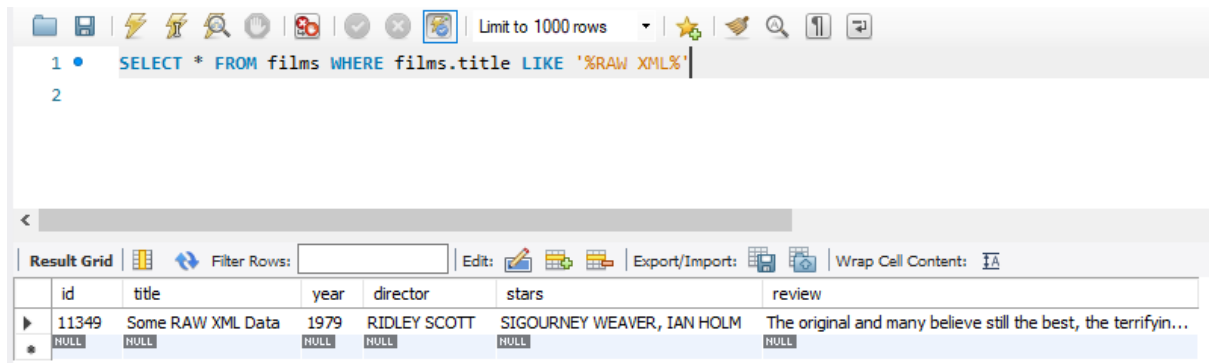 Limit to 1000 rows
1 SELECT * FROM films WHERE films.title LIKE '%RAW XML%'
2
Result Grid Filter Rows: Edit: Export/Import: Wrap Cell Content:
id title year director stars review
11349 Some RAW XML Data 1979 RIDLEY SCOTT SIGOURNEY WEAVER, IAN HOLM The original and many believe still the best, the terrifyin...
NULL NULL NULL NULL NULL NULL